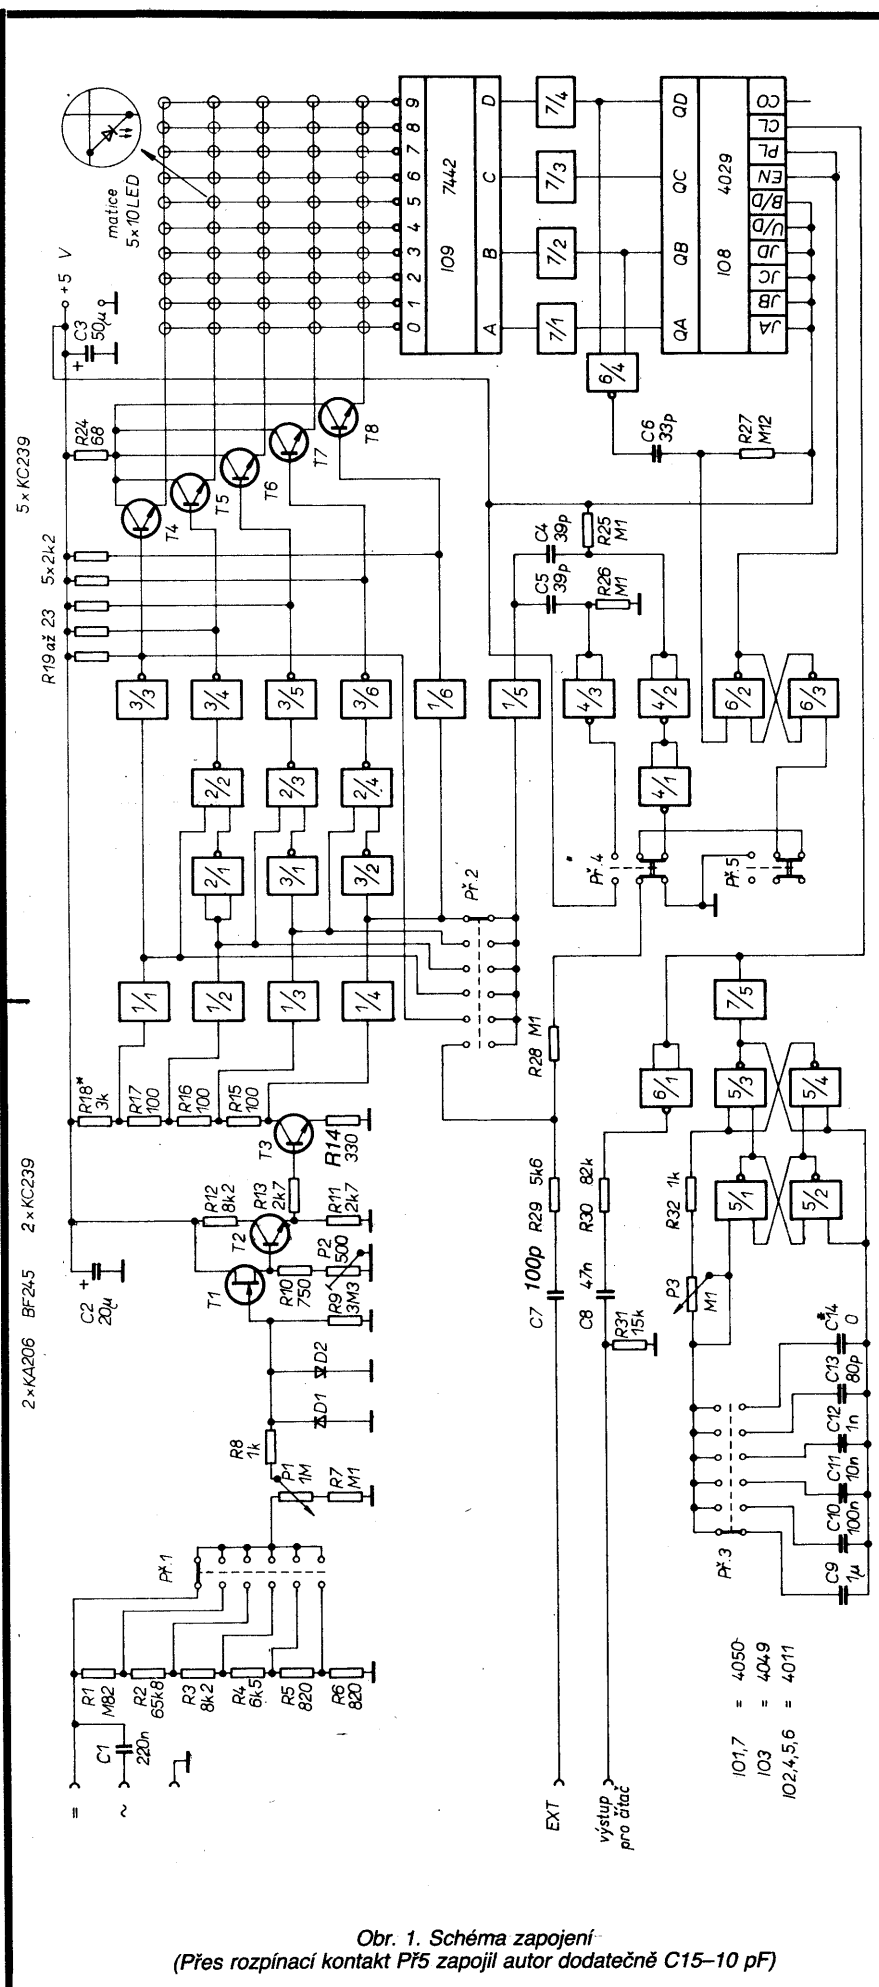 2×KA206 BF245 2×KC239
5×KC239
+5 V
C3
50µ
+
matice
5×10 LED
R24
68
R19 až 23 5×2k2
C2
20µ
+
R18*
3k
R17
100
R16
100
R15
100
R14
330
T3
R12
8k2
R13
2k7
R11
2k7
T2
T1
R10
750
P2
500
R9
3M3
D2
D1
R8
1k
P1
1M
R7
M1
Př.1
=
~
C1
220n
R1
M82
R2
65k8
R3
8k2
R4
6k5
R5
820
R6
820
1/1
1/2
1/3
1/4
2/1
3/1
3/2
2/2
2/3
2/4
3/3
3/4
3/5
3/6
1/6
1/5
T4
T5
T6
T7
T8
0 1 2 3 4 5 6 7 8 9
IO9 7442
A B C D
7/1
7/2
7/3
7/4
QA QB QC QD
IO8 4029
JA JB JC JD U/D B/D EN PL CL CO
6/4
C6
33p
R27
M12
C4
39p
R25
M1
C5
39p
R26
M1
4/3
4/2
4/1
6/2
6/3
Př.2
Př.4
Př.5
EXT
C7
100p
R29 5k6
R28 M1
výstup
pro čítač
C8 47n
R30 82k
R31
15k
6/1
7/5
5/3
5/4
5/1
5/2
R32 1k
P3
M1
Př.3
C9
1µ
C10
100n
C11
10n
C12
1n
C13
80p
C14*
0
IO1,7 = 4050
IO3 = 4049
IO2,4,5,6 = 4011
Obr. 1. Schéma zapojení
(Přes rozpínací kontakt Př5 zapojil autor dodatečně C15–10 pF)